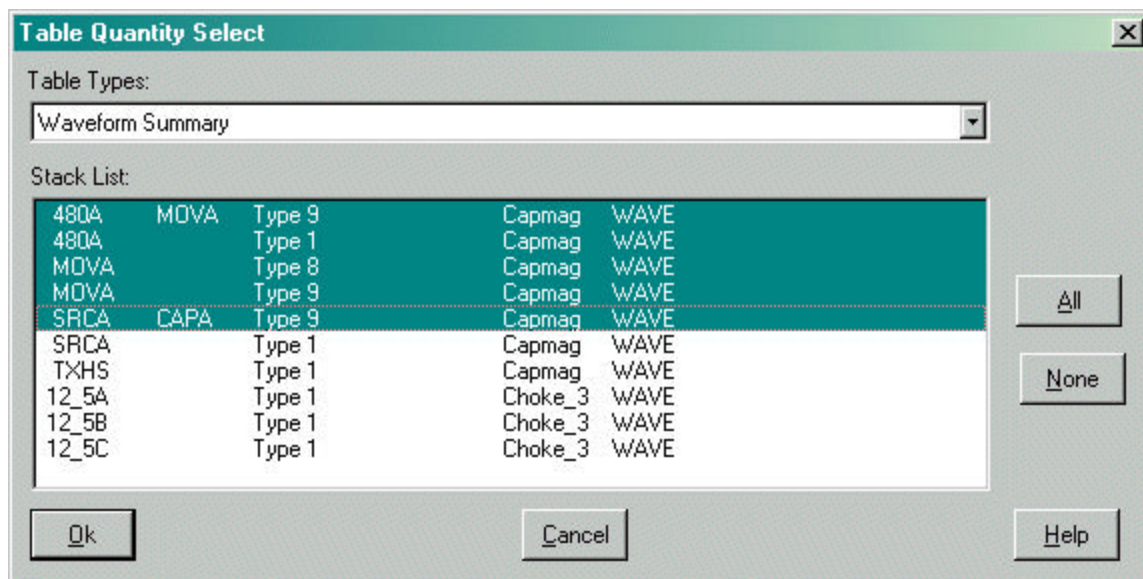 Table Quantity Select
Table Types:
Waveform Summary
Stack List:
480A MOVA Type 9 Capmag WAVE
480A Type 1 Capmag WAVE
MOVA Type 8 Capmag WAVE
MOVA Type 9 Capmag WAVE
SRCA CAPA Type 9 Capmag WAVE
SRCA Type 1 Capmag WAVE
TXHS Type 1 Capmag WAVE
12_5A Type 1 Choke_3 WAVE
12_5B Type 1 Choke_3 WAVE
12_5C Type 1 Choke_3 WAVE
All
None
Ok Cancel Help